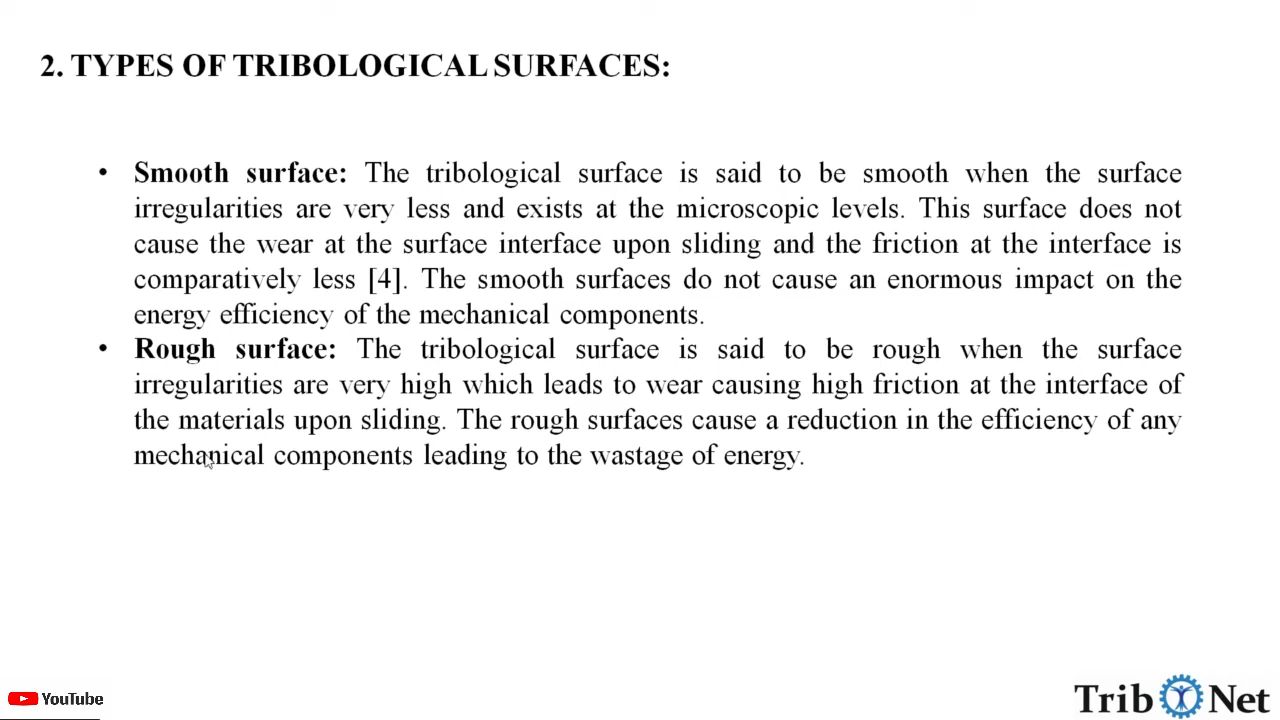 2. TYPES OF TRIBOLOGICAL SURFACES:
• Smooth surface: The tribological surface is said to be smooth when the surface
irregularities are very less and exists at the microscopic levels. This surface does not
cause the wear at the surface interface upon sliding and the friction at the interface is
comparatively less [4]. The smooth surfaces do not cause an enormous impact on the
energy efficiency of the mechanical components.
• Rough surface: The tribological surface is said to be rough when the surface
irregularities are very high which leads to wear causing high friction at the interface of
the materials upon sliding. The rough surfaces cause a reduction in the efficiency of any
mechanical components leading to the wastage of energy.
YouTube
Trib Net